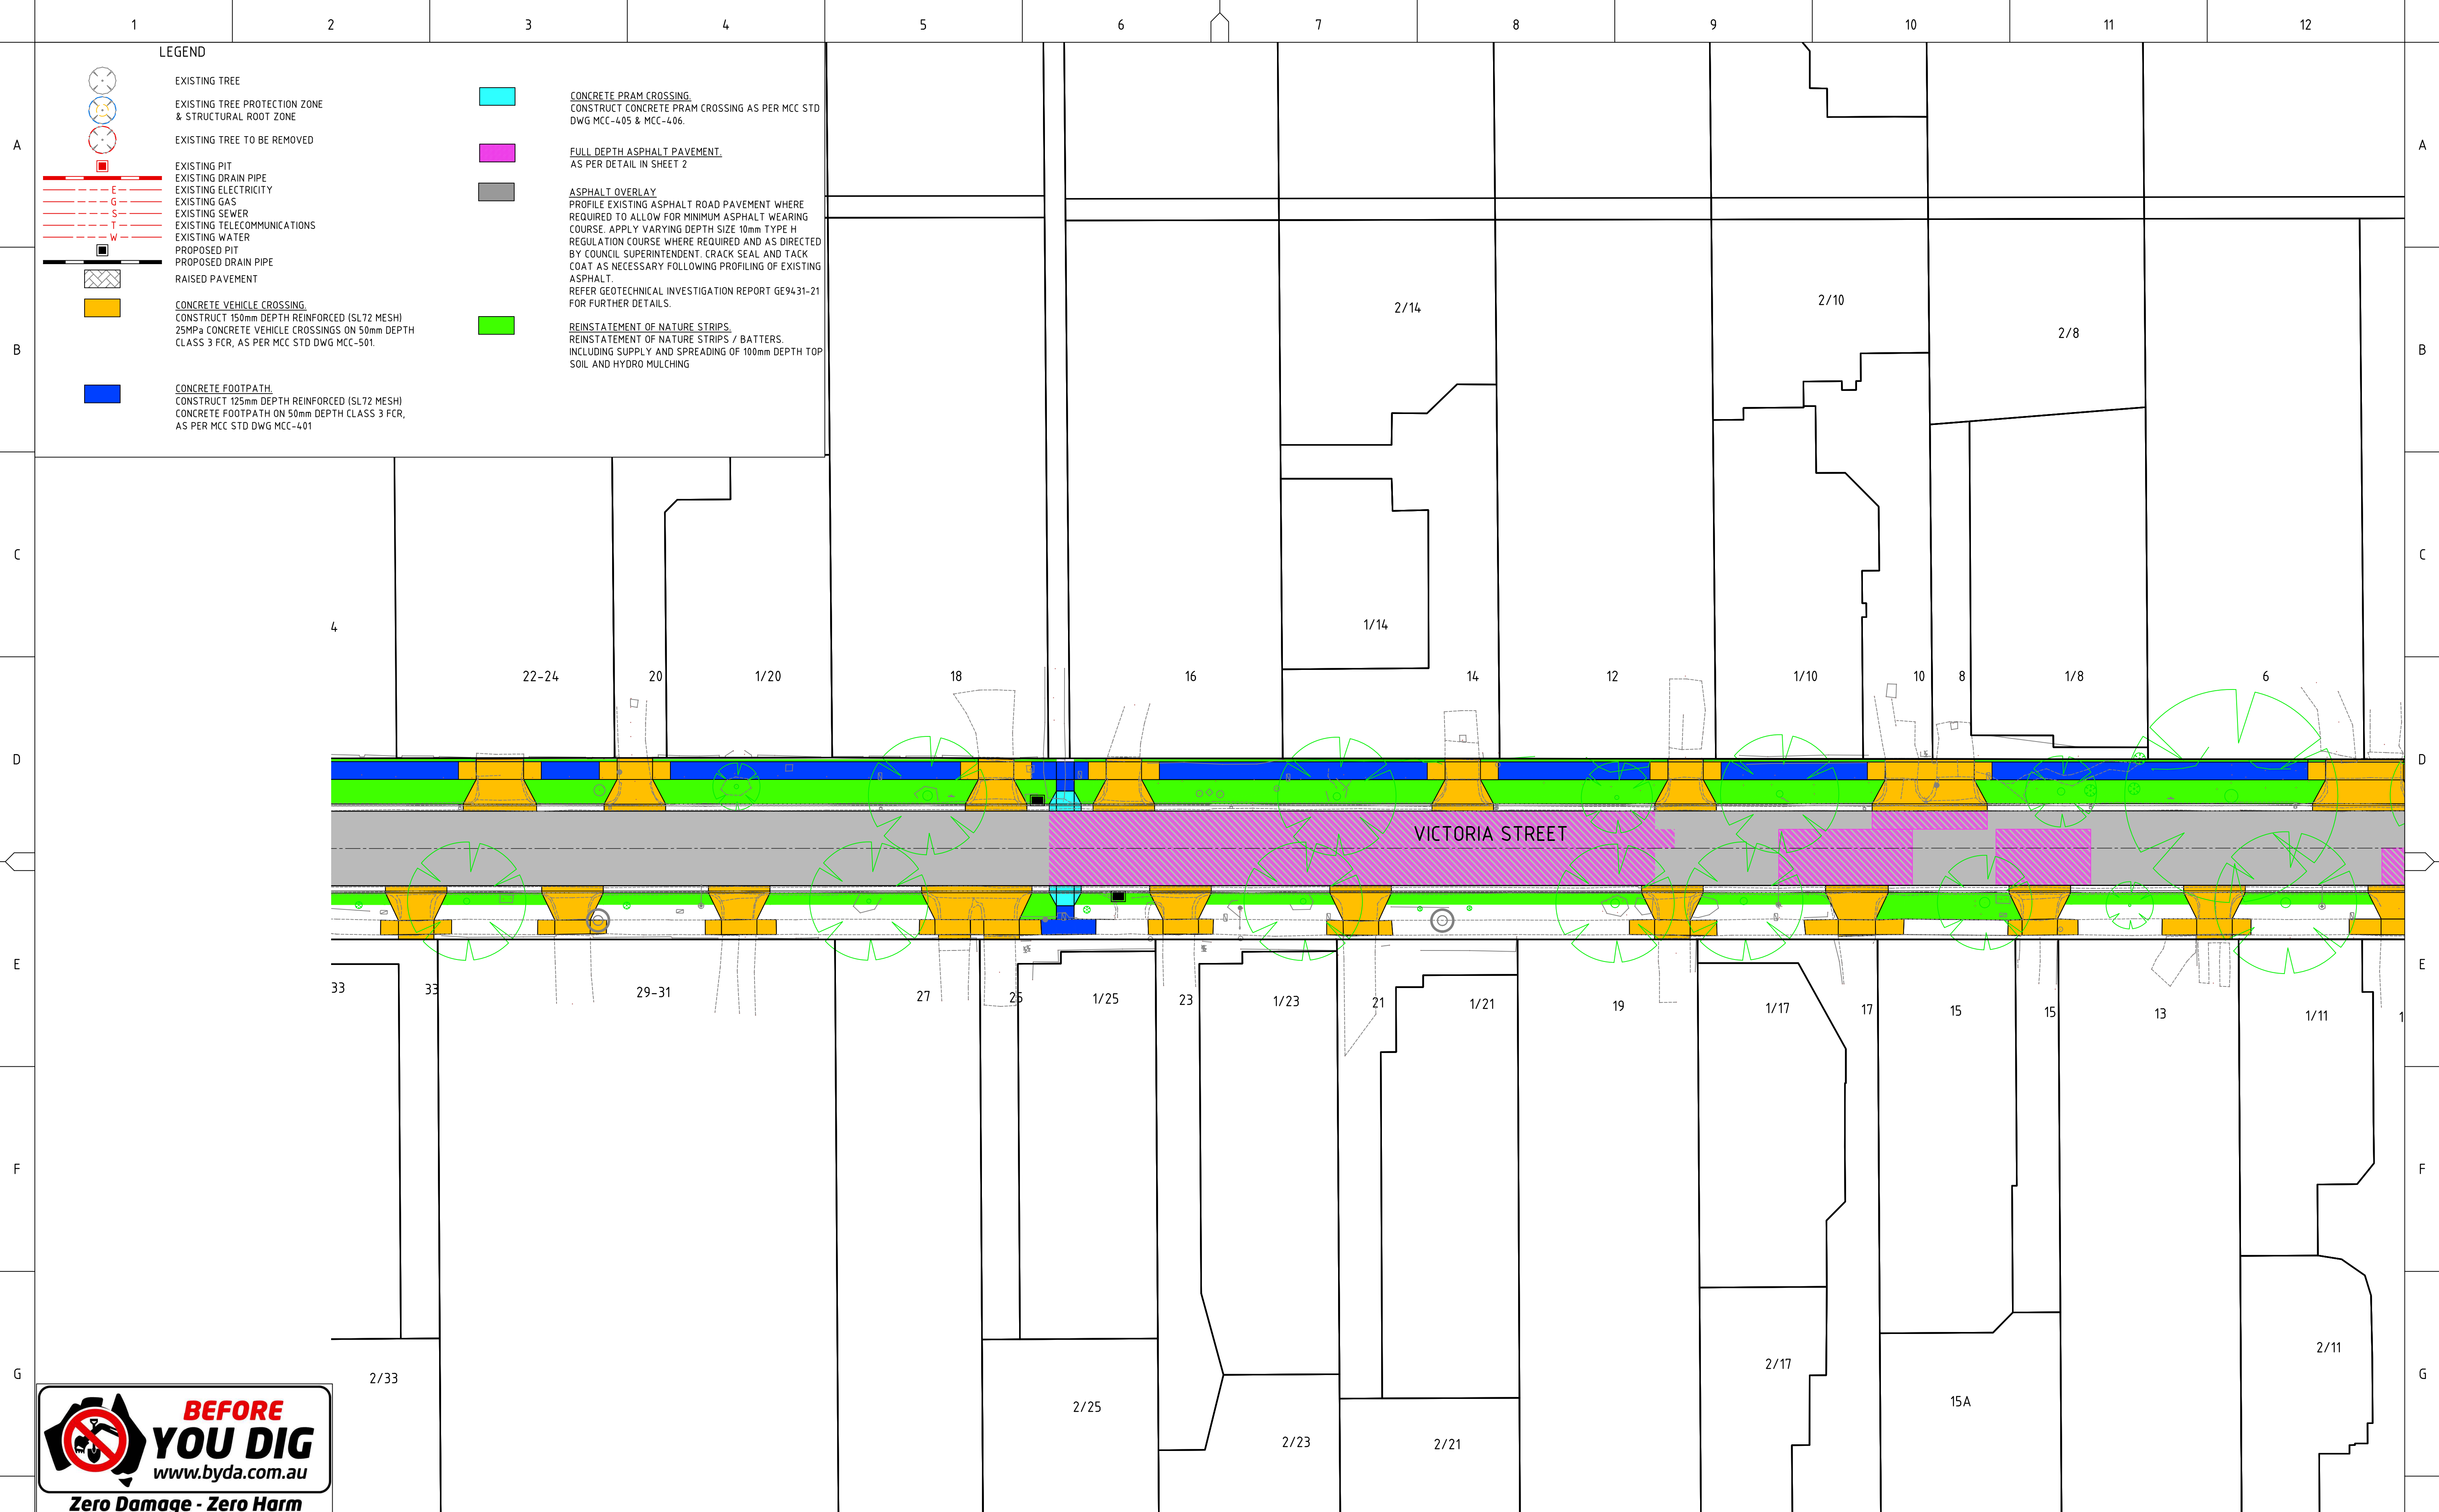 1 2 3 4 5 6 7 8 9 10 11 12
LEGEND
EXISTING TREE
EXISTING TREE PROTECTION ZONE
& STRUCTURAL ROOT ZONE
EXISTING TREE TO BE REMOVED
EXISTING PIT
EXISTING DRAIN PIPE
E EXISTING ELECTRICITY
G EXISTING GAS
S EXISTING SEWER
T EXISTING TELECOMMUNICATIONS
W EXISTING WATER
PROPOSED PIT
PROPOSED DRAIN PIPE
RAISED PAVEMENT
CONCRETE VEHICLE CROSSING.
CONSTRUCT 150mm DEPTH REINFORCED (SL72 MESH)
25MPa CONCRETE VEHICLE CROSSINGS ON 50mm DEPTH
CLASS 3 FCR, AS PER MCC STD DWG MCC-501.
CONCRETE FOOTPATH.
CONSTRUCT 125mm DEPTH REINFORCED (SL72 MESH)
CONCRETE FOOTPATH ON 50mm DEPTH CLASS 3 FCR,
AS PER MCC STD DWG MCC-401
CONCRETE PRAM CROSSING.
CONSTRUCT CONCRETE PRAM CROSSING AS PER MCC STD
DWG MCC-405 & MCC-406.
FULL DEPTH ASPHALT PAVEMENT.
AS PER DETAIL IN SHEET 2
ASPHALT OVERLAY
PROFILE EXISTING ASPHALT ROAD PAVEMENT WHERE
REQUIRED TO ALLOW FOR MINIMUM ASPHALT WEARING
COURSE. APPLY VARYING DEPTH SIZE 10mm TYPE H
REGULATION COURSE WHERE REQUIRED AND AS DIRECTED
BY COUNCIL SUPERINTENDENT. CRACK SEAL AND TACK
COAT AS NECESSARY FOLLOWING PROFILING OF EXISTING
ASPHALT.
REFER GEOTECHNICAL INVESTIGATION REPORT GE9431-21
FOR FURTHER DETAILS.
REINSTATEMENT OF NATURE STRIPS.
REINSTATEMENT OF NATURE STRIPS / BATTERS.
INCLUDING SUPPLY AND SPREADING OF 100mm DEPTH TOP
SOIL AND HYDRO MULCHING
A A
2/14 2/10 2/8
B B
C C
4 1/14
22-24 20 1/20 18 16 14 12 1/10 10 8 1/8 6
D D
VICTORIA STREET
E E
33 33 29-31 27 25 1/25 23 1/23 21 1/21 19 1/17 17 15 15 13 1/11 1
F F
G G
2/33 2/25 2/23 2/21 2/17 15A 2/11
BEFORE
YOU DIG
www.byda.com.au
Zero Damage - Zero Harm